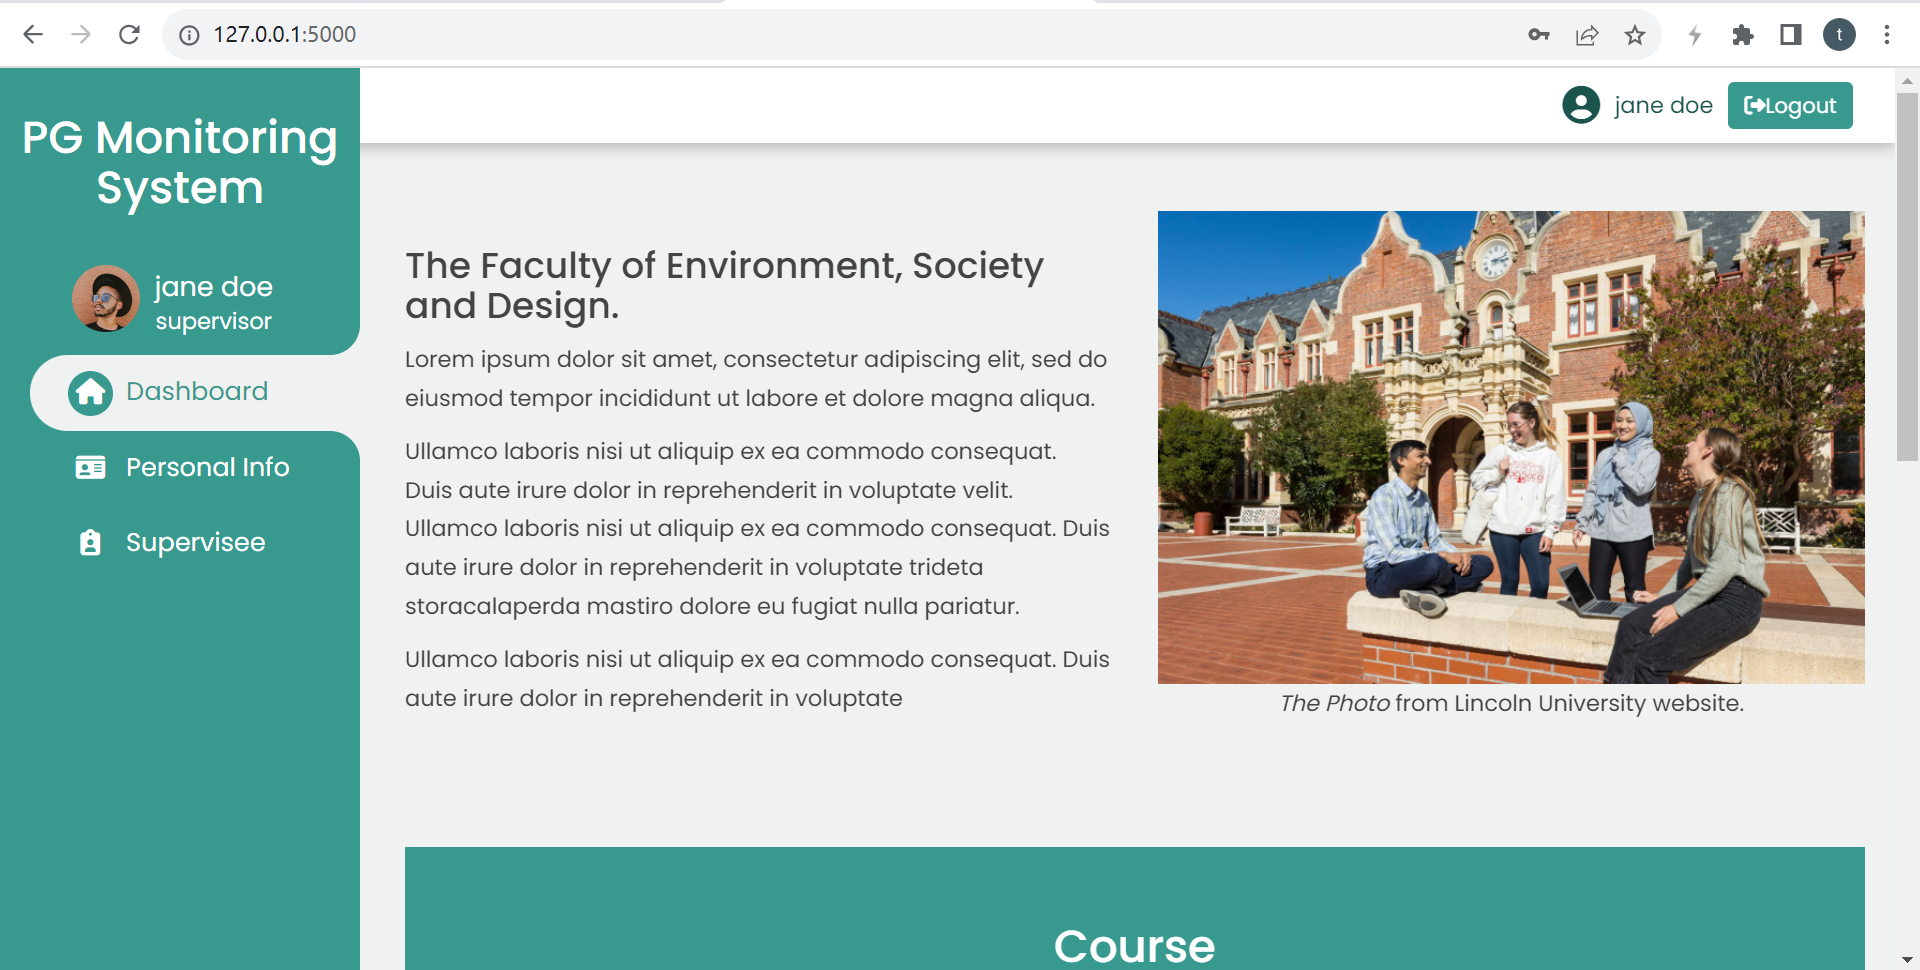 127.0.0.1:5000
t
jane doe
Logout
PG Monitoring
System
jane doe
supervisor
Dashboard
Personal Info
Supervisee
The Faculty of Environment, Society
and Design.
Lorem ipsum dolor sit amet, consectetur adipiscing elit, sed do
eiusmod tempor incididunt ut labore et dolore magna aliqua.
Ullamco laboris nisi ut aliquip ex ea commodo consequat.
Duis aute irure dolor in reprehenderit in voluptate velit.
Ullamco laboris nisi ut aliquip ex ea commodo consequat. Duis
aute irure dolor in reprehenderit in voluptate trideta
storacalaperda mastiro dolore eu fugiat nulla pariatur.
Ullamco laboris nisi ut aliquip ex ea commodo consequat. Duis
aute irure dolor in reprehenderit in voluptate
The Photo from Lincoln University website.
Course